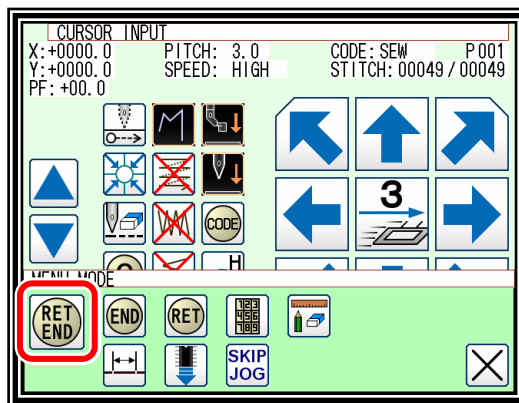 CURSOR INPUT
X:+0000.0 PITCH: 3.0 CODE: SEW P001
Y:+0000.0 SPEED: HIGH STITCH: 00049/00049
PF: +00.0
3
CODE
H
MENU MODE
RET END
END
RET
123
456
789
SKIP
JOG